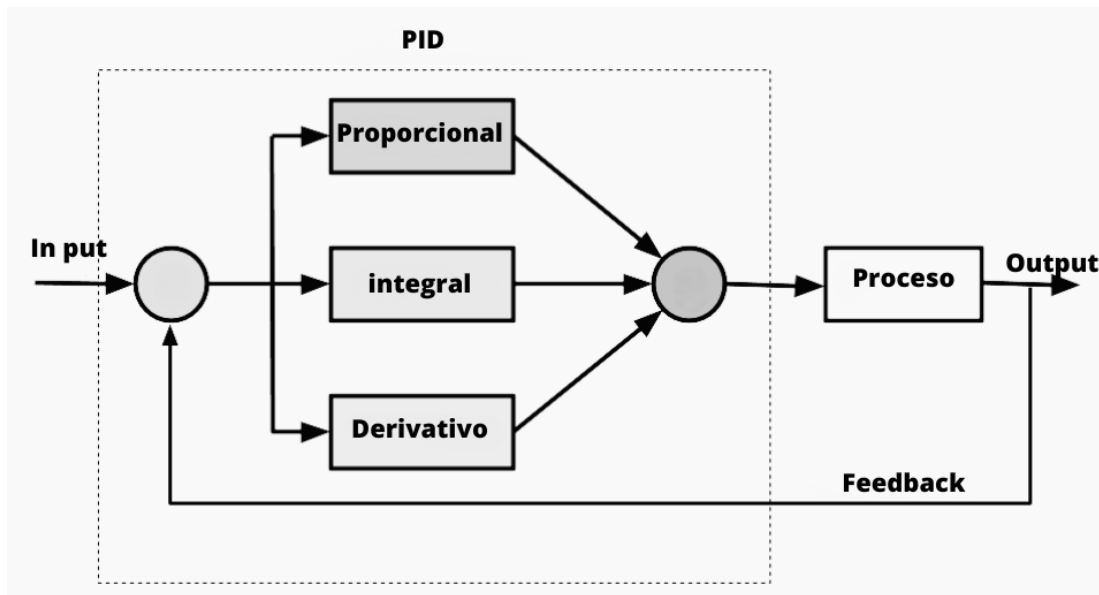 PID
Proporcional
In put
integral
Proceso
Output
Derivativo
Feedback